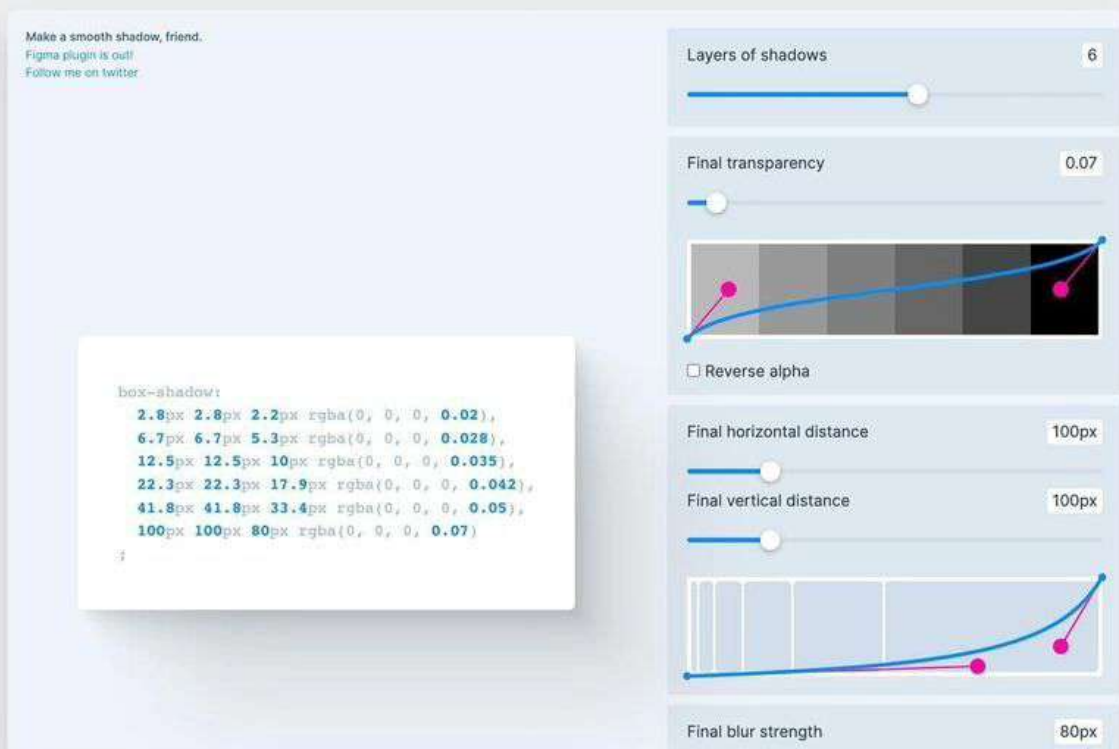 Make a smooth shadow, friend.
Figma plugin is out!
Follow me on twitter
box-shadow:
2.8px 2.8px 2.2px rgba(0, 0, 0, 0.02),
6.7px 6.7px 5.3px rgba(0, 0, 0, 0.028),
12.5px 12.5px 10px rgba(0, 0, 0, 0.035),
22.3px 22.3px 17.9px rgba(0, 0, 0, 0.042),
41.8px 41.8px 33.4px rgba(0, 0, 0, 0.05),
100px 100px 80px rgba(0, 0, 0, 0.07)
;
Layers of shadows 6
Final transparency 0.07
Reverse alpha
Final horizontal distance 100px
Final vertical distance 100px
Final blur strength 80px